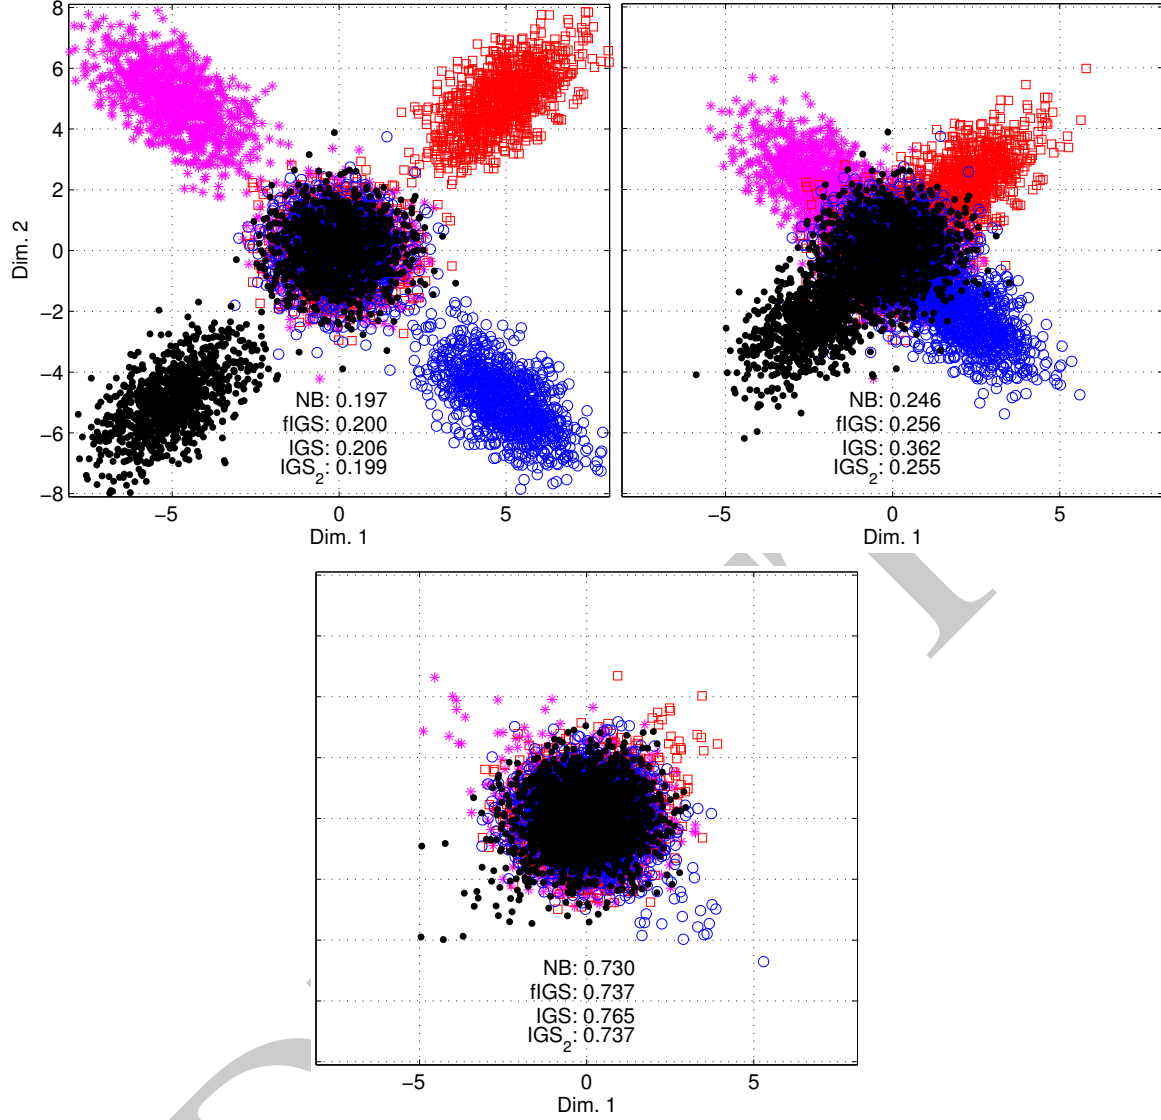 8
6
4
2
0
−2
−4
−6
−8
Dim. 2
NB: 0.197
fIGS: 0.200
IGS: 0.206
IGS2: 0.199
−5 0 5
Dim. 1
NB: 0.246
fIGS: 0.256
IGS: 0.362
IGS2: 0.255
−5 0 5
Dim. 1
NB: 0.730
fIGS: 0.737
IGS: 0.765
IGS2: 0.737
−5 0 5
Dim. 1